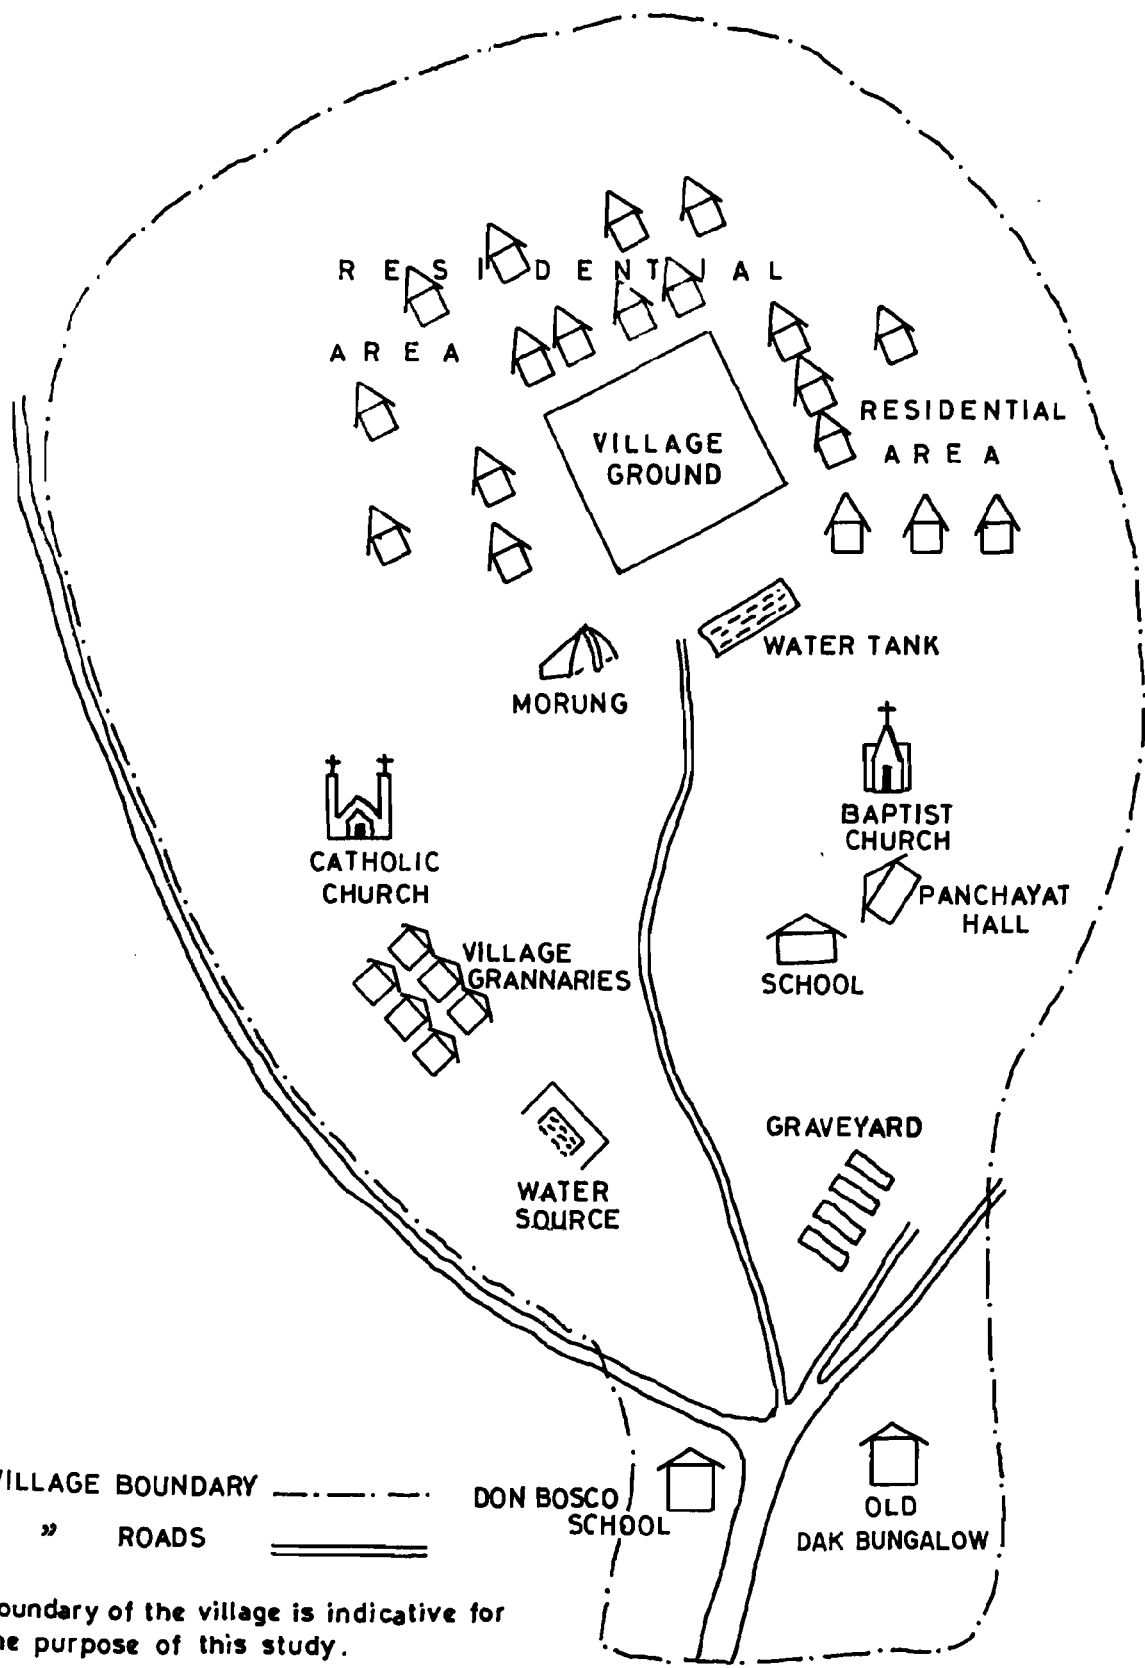 RESIDENTIAL
AREA
RESIDENTIAL
AREA
VILLAGE
GROUND
WATER TANK
MORUNG
BAPTIST
CHURCH
CATHOLIC
CHURCH
PANCHAYAT
HALL
VILLAGE
GRANNARIES
SCHOOL
GRAVEYARD
WATER
SOURCE
VILLAGE BOUNDARY
" ROADS
DON BOSCO
SCHOOL
OLD
DAK BUNGALOW
oundary of the village is indicative for
he purpose of this study.